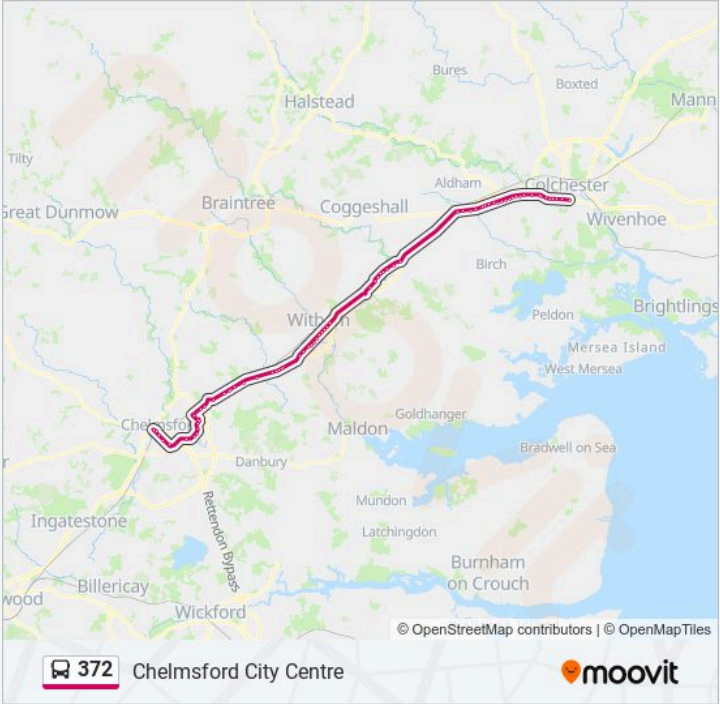 Bures
Boxted
Halstead
Mann
Tilty
Aldham
Colchester
Great Dunmow
Braintree
Coggeshall
Wivenhoe
Birch
Peldon
Brightlings
Witham
Mersea Island
West Mersea
Goldhanger
Chelmsfor
Maldon
Bradwell on Sea
r
Danbury
Mundon
Rettendon Bypass
Ingatestone
Latchingdon
Burnham
on Crouch
Billericay
wood
Wickford
© OpenStreetMap contributors | © OpenMapTiles
372 Chelmsford City Centre
moovit